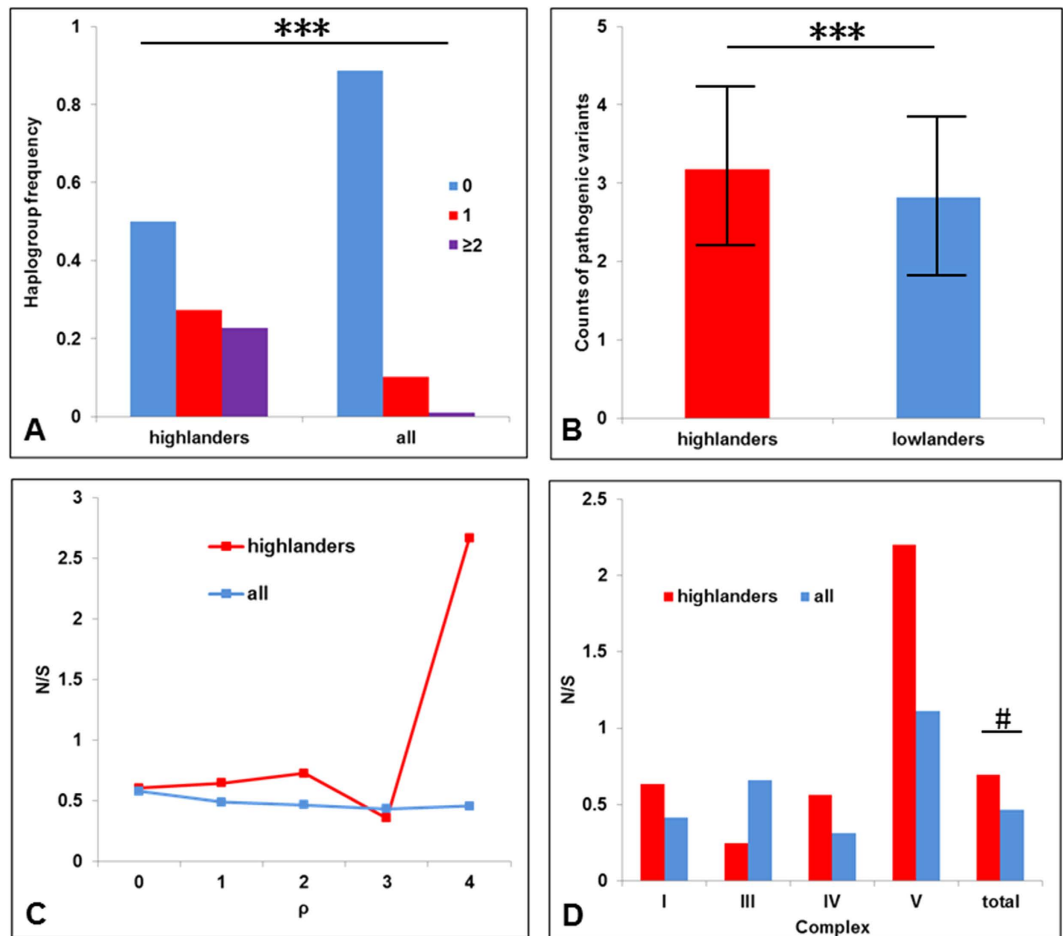 ***
Haplogroup frequency
1
0.8
0.6
0.4
0.2
0
0
1
≥2
highlanders
all
A
***
Counts of pathogenic variants
5
4
3
2
1
0
highlanders
lowlanders
B
N/S
3
2.5
2
1.5
1
0.5
0
highlanders
all
0 1 2 3 4
ρ
C
N/S
2.5
2
1.5
1
0.5
0
highlanders all
#
I III IV V total
Complex
D